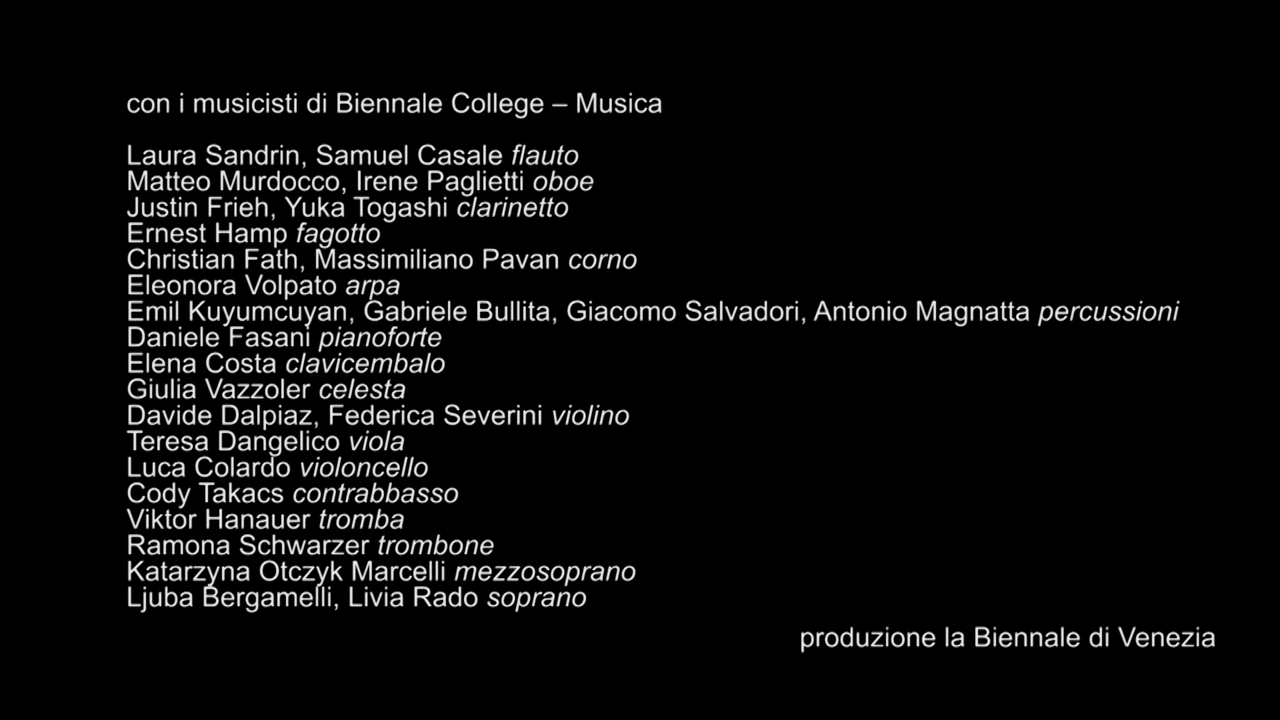 con i musicisti di Biennale College – Musica
Laura Sandrin, Samuel Casale flauto
Matteo Murdocco, Irene Paglietti oboe
Justin Frieh, Yuka Togashi clarinetto
Ernest Hamp fagotto
Christian Fath, Massimiliano Pavan corno
Eleonora Volpato arpa
Emil Kuyumcuyan, Gabriele Bullita, Giacomo Salvadori, Antonio Magnatta percussioni
Daniele Fasani pianoforte
Elena Costa clavicembalo
Giulia Vazzoler celesta
Davide Dalpiaz, Federica Severini violino
Teresa Dangelico viola
Luca Colardo violoncello
Cody Takacs contrabbasso
Viktor Hanauer tromba
Ramona Schwarzer trombone
Katarzyna Otczyk Marcelli mezzosoprano
Ljuba Bergamelli, Livia Rado soprano
produzione la Biennale di Venezia